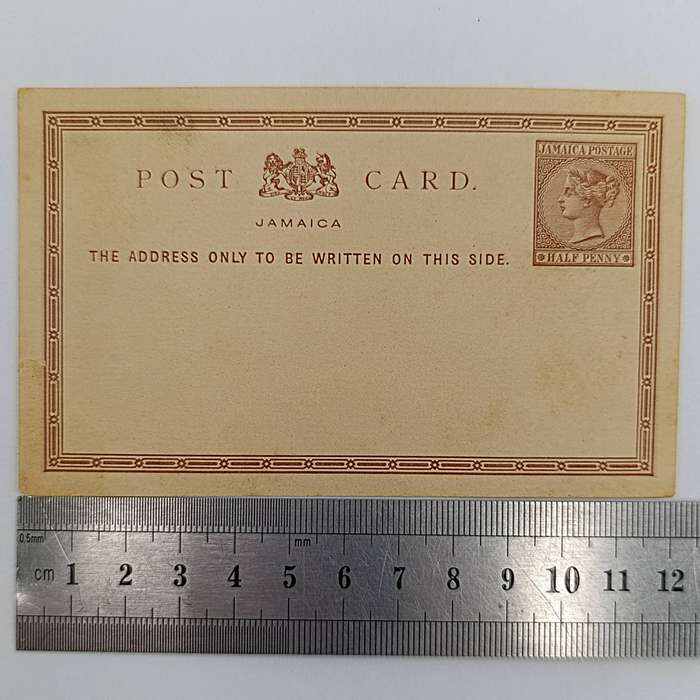 POST CARD.
JAMAICA
THE ADDRESS ONLY TO BE WRITTEN ON THIS SIDE.
JAMAICA POSTAGE
HALF PENNY
0.5mm
mm
cm 1 2 3 4 5 6 7 8 9 10 11 12